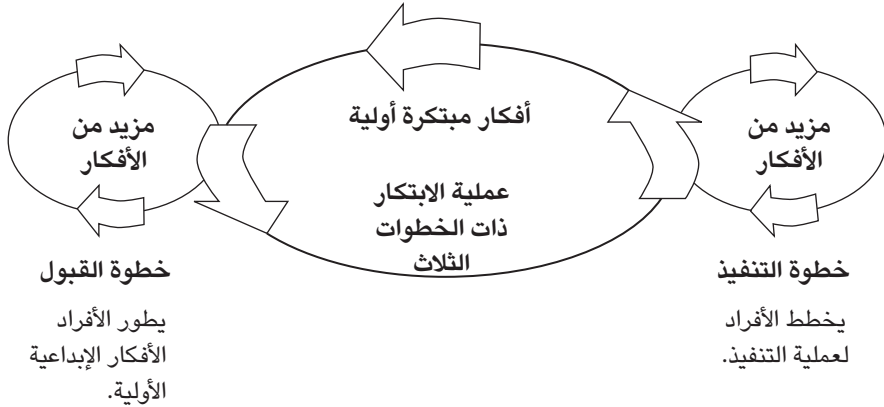 أفكار مبتكرة أولية
مزيد من
الأفكار
مزيد من
الأفكار
عملية الابتكار
ذات الخطوات
الثلاث
خطوة التنفيذ
يخطط الأفراد
لعملية التنفيذ.
خطوة القبول
يطور الأفراد
الأفكار الإبداعية
الأولية.